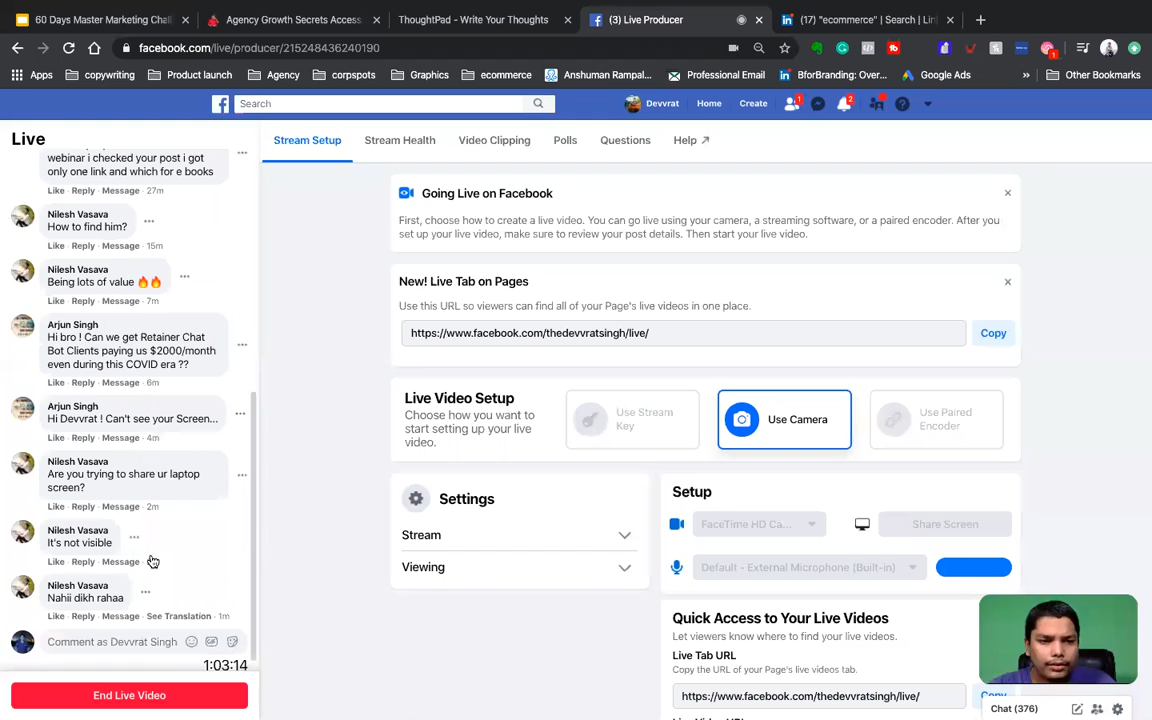 60 Days Master Marketing Chall
Agency Growth Secrets Access
ThoughtPad - Write Your Thoughts
(3) Live Producer
(17) "ecommerce" | Search | Lin
facebook.com/live/producer/215248436240190
Apps
copywriting
Product launch
Agency
corpspots
Graphics
ecommerce
Anshuman Rampal...
Professional Email
BforBranding: Over...
Google Ads
»
Other Bookmarks
Search
Devvrat
Home
Create
1
2
Live
Stream Setup
Stream Health
Video Clipping
Polls
Questions
Help
webinar i checked your post i got
only one link and which for e books
Like · Reply · Message · 27m
Nilesh Vasava
How to find him?
Like · Reply · Message · 15m
Nilesh Vasava
Being lots of value 🔥🔥
Like · Reply · Message · 7m
Arjun Singh
Hi bro ! Can we get Retainer Chat
Bot Clients paying us $2000/month
even during this COVID era ??
Like · Reply · Message · 6m
Arjun Singh
Hi Devvrat ! Can't see your Screen...
Like · Reply · Message · 4m
Nilesh Vasava
Are you trying to share ur laptop
screen?
Like · Reply · Message · 2m
Nilesh Vasava
It's not visible
Like · Reply · Message ·
Nilesh Vasava
Nahii dikh rahaa
Like · Reply · Message · See Translation · 1m
Comment as Devvrat Singh
GIF
1:03:14
End Live Video
Going Live on Facebook
First, choose how to create a live video. You can go live using your camera, a streaming software, or a paired encoder. After you
set up your live video, make sure to review your post details. Then start your live video.
New! Live Tab on Pages
Use this URL so viewers can find all of your Page's live videos in one place.
https://www.facebook.com/thedevvratsingh/live/
Copy
Live Video Setup
Choose how you want to
start setting up your live
video.
Use Stream
Key
Use Camera
Use Paired
Encoder
Settings
Stream
Viewing
Setup
FaceTime HD Ca...
Share Screen
Default - External Microphone (Built-in)
Quick Access to Your Live Videos
Let viewers know where to find your live videos.
Live Tab URL
Copy the URL of your Page's live videos tab.
https://www.facebook.com/thedevvratsingh/live/
Chat (376)